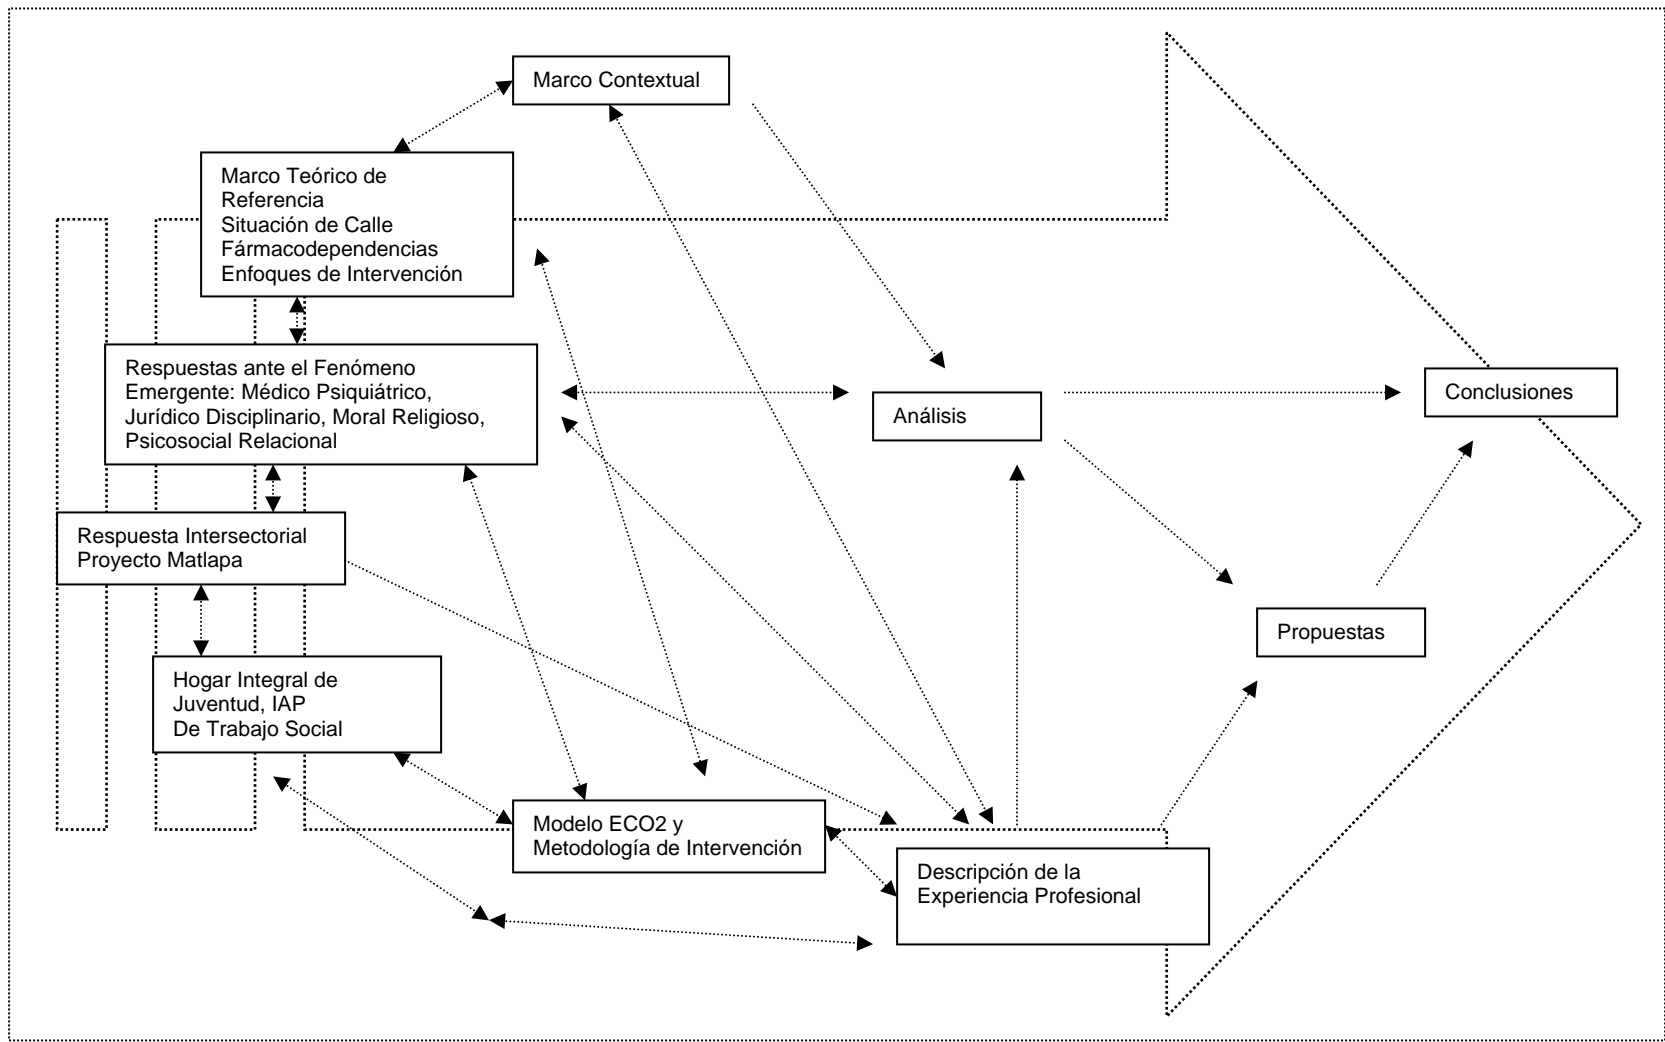 Marco Contextual
Marco Teórico de
Referencia
Situación de Calle
Fármacodependencias
Enfoques de Intervención
Respuestas ante el Fenómeno
Emergente: Médico Psiquiátrico,
Jurídico Disciplinario, Moral Religioso,
Psicosocial Relacional
Análisis
Conclusiones
Respuesta Intersectorial
Proyecto Matlapa
Propuestas
Hogar Integral de
Juventud, IAP
De Trabajo Social
Modelo ECO2 y
Metodología de Intervención
Descripción de la
Experiencia Profesional